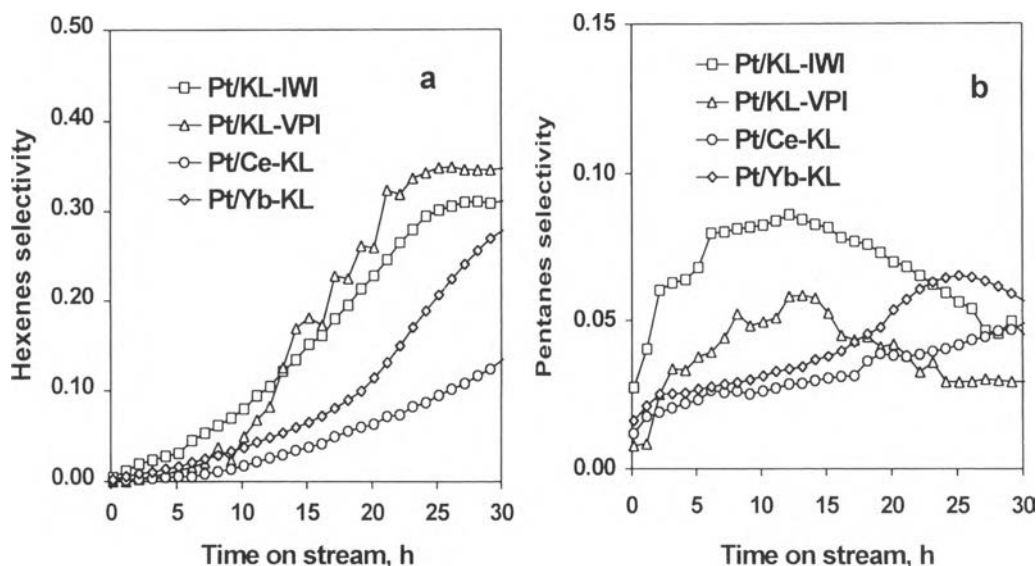 0.50
0.40
0.30
0.20
0.10
0.00
Hexenes selectivity
a
Pt/KL-IWI
Pt/KL-VPI
Pt/Ce-KL
Pt/Yb-KL
0 5 10 15 20 25 30
Time on stream, h
0.15
0.10
0.05
0.00
Pentanes selectivity
b
Pt/KL-IWI
Pt/KL-VPI
Pt/Ce-KL
Pt/Yb-KL
0 5 10 15 20 25 30
Time on stream, h